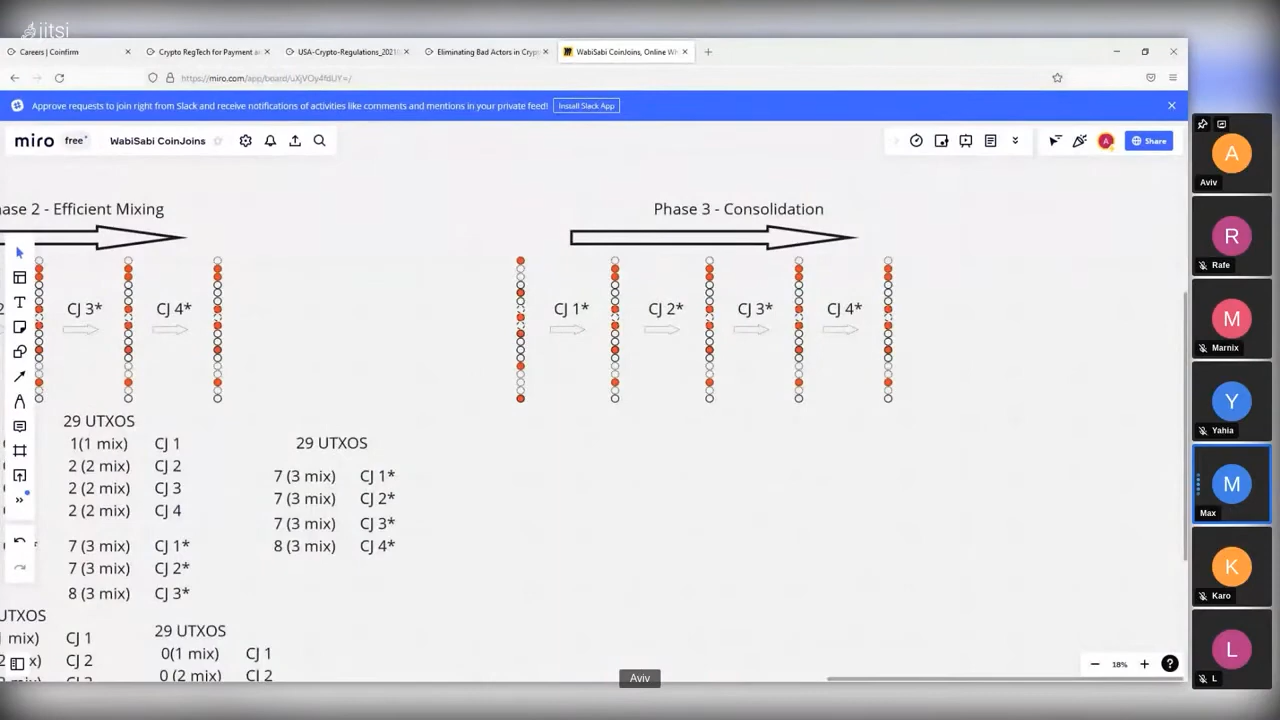 jitsi
Careers | Coinfirm
Crypto RegTech for Payment a
USA-Crypto-Regulations_2021
Eliminating Bad Actors in Cryp
WabiSabi CoinJoins, Online W
https://miro.com/app/board/uXjVOy4fdUY=/
Approve requests to join right from Slack and receive notifications of activities like comments and mentions in your private feed!
Install Slack App
miro
free
WabiSabi CoinJoins
A
Share
ase 2 - Efficient Mixing
Phase 3 - Consolidation
CJ 3*
CJ 4*
CJ 1*
CJ 2*
CJ 3*
CJ 4*
29 UTXOS
1(1 mix) CJ 1
2 (2 mix) CJ 2
2 (2 mix) CJ 3
2 (2 mix) CJ 4
7 (3 mix) CJ 1*
7 (3 mix) CJ 2*
8 (3 mix) CJ 3*
29 UTXOS
7 (3 mix) CJ 1*
7 (3 mix) CJ 2*
7 (3 mix) CJ 3*
8 (3 mix) CJ 4*
UTXOS
mix) CJ 1
x) CJ 2
29 UTXOS
0(1 mix) CJ 1
0 (2 mix) CJ 2
18%
Aviv
A
Aviv
R
Rafe
M
Marnix
Y
Yahia
M
Max
K
Karo
L
L